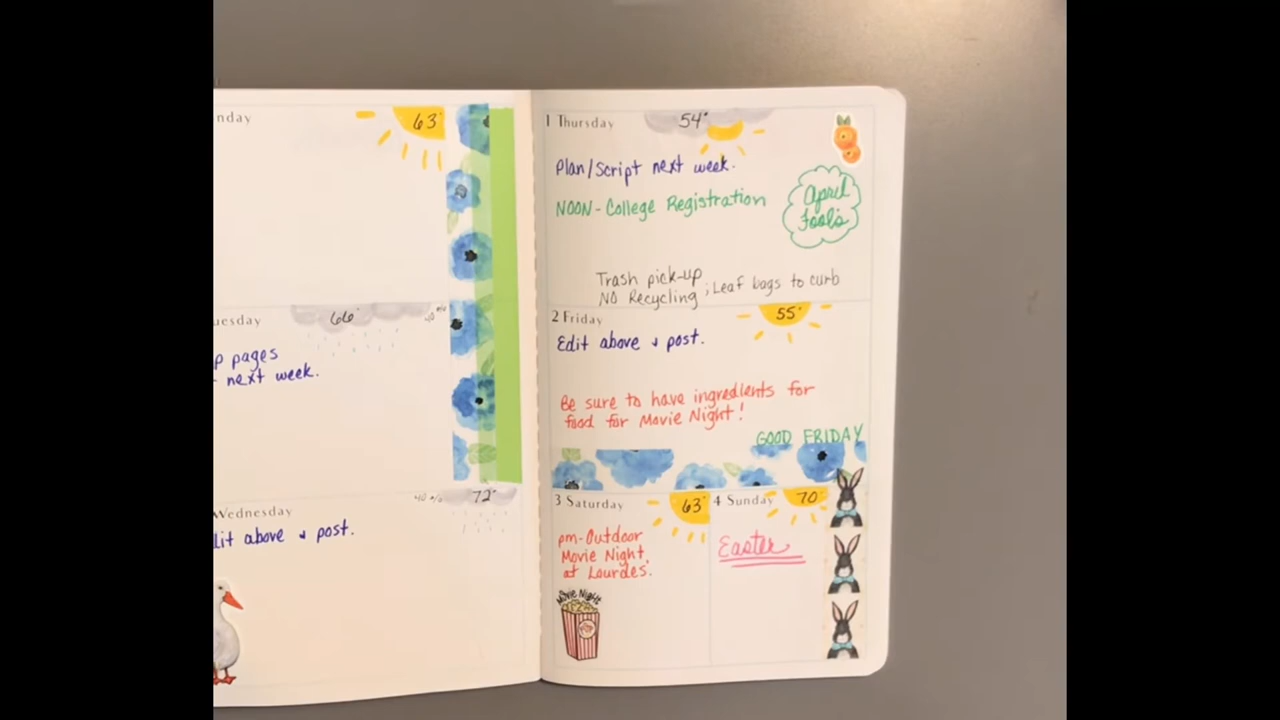 nday
63°
uesday
66°
40%
p pages
next week.
Wednesday
40%
72°
lit above & post.
1 Thursday
54°
Plan/Script next week.
NOON - College Registration
April
Fool's
Trash pick-up
NO Recycling ; Leaf bags to curb
2 Friday
55°
Edit above & post.
Be sure to have ingredients for
food for Movie Night!
GOOD FRIDAY
3 Saturday
63°
pm-Outdoor
Movie Night
at Lourdes.
Movie Night
4 Sunday
70°
Easter